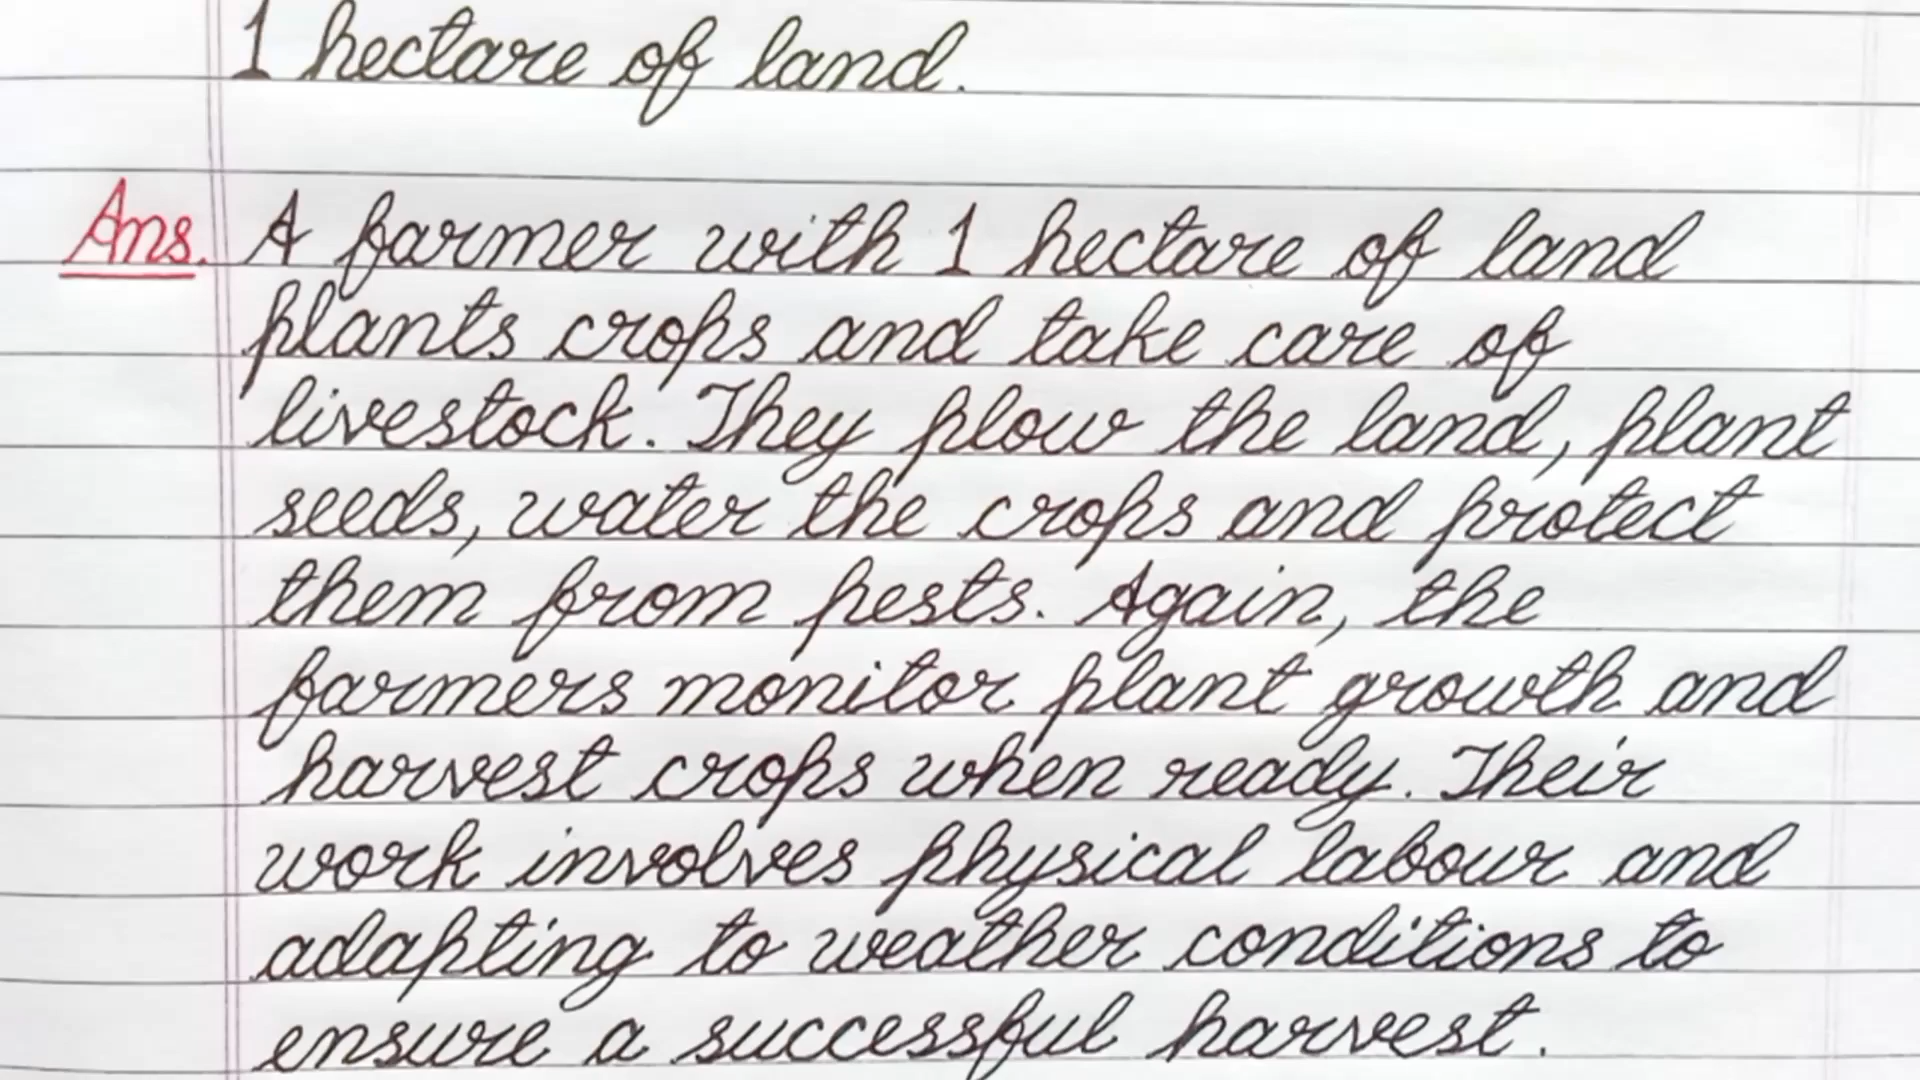 1 hectare of land.
Ans. A farmer with 1 hectare of land
plants crops and take care of
livestock. They plow the land, plant
seeds, water the crops and protect
them from pests. Again, the
farmers monitor plant growth and
harvest crops when ready. Their
work involves physical labour and
adapting to weather conditions to
ensure a successful harvest.